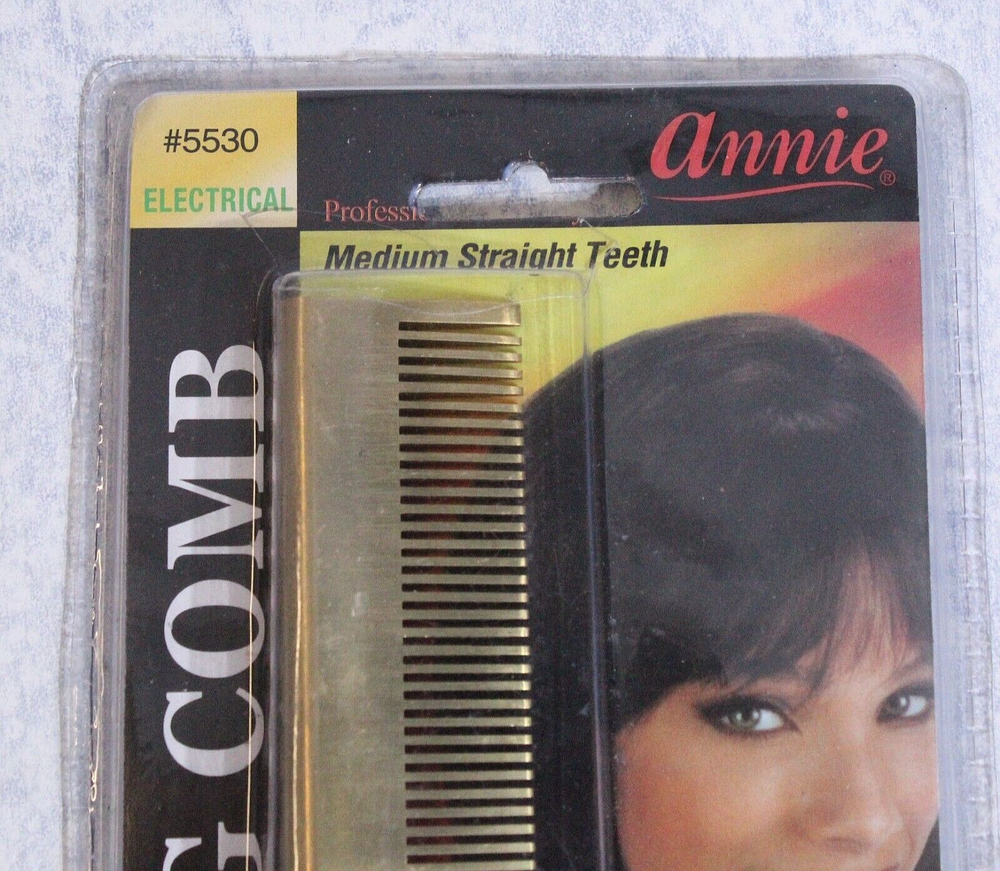 #5530
ELECTRICAL
annie®
Medium Straight Teeth
COMB